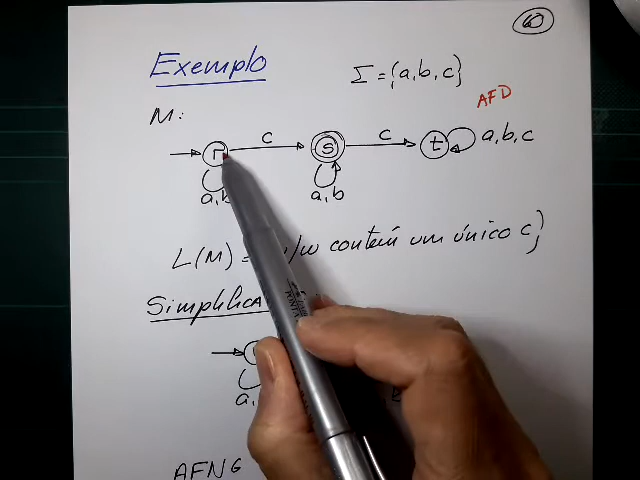 60
Exemplo Σ = {a, b, c}
AFD
M:
r c s c t a, b, c
a, b a, b
L(M) = w/w contém um único c}
Simplifica
a,
AFNG